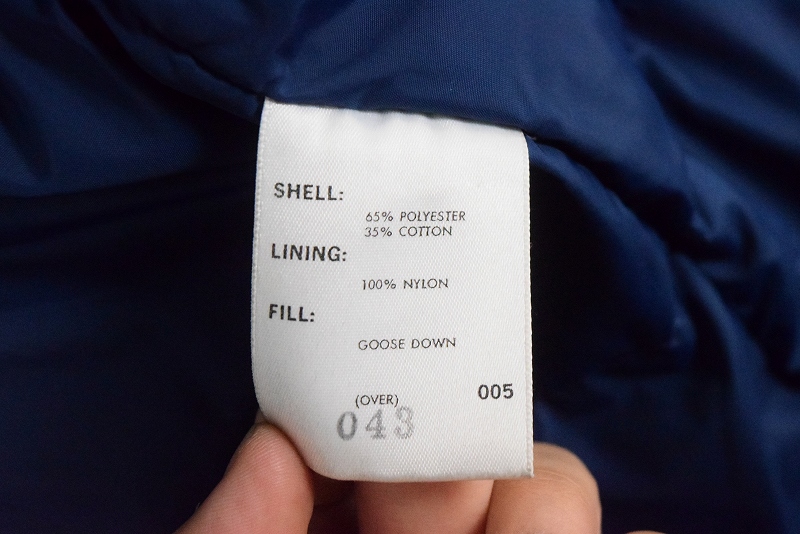 SHELL:
65% POLYESTER
35% COTTON
LINING:
100% NYLON
FILL:
GOOSE DOWN
005
(OVER)
043